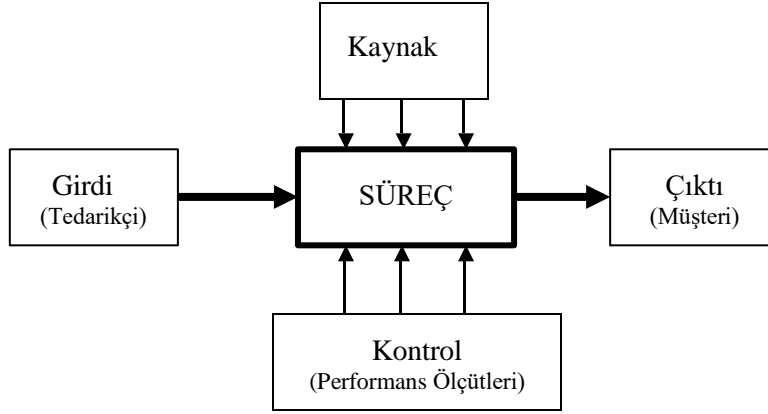 Kaynak
Girdi
(Tedarikçi)
SÜREÇ
Çıktı
(Müşteri)
Kontrol
(Performans Ölçütleri)